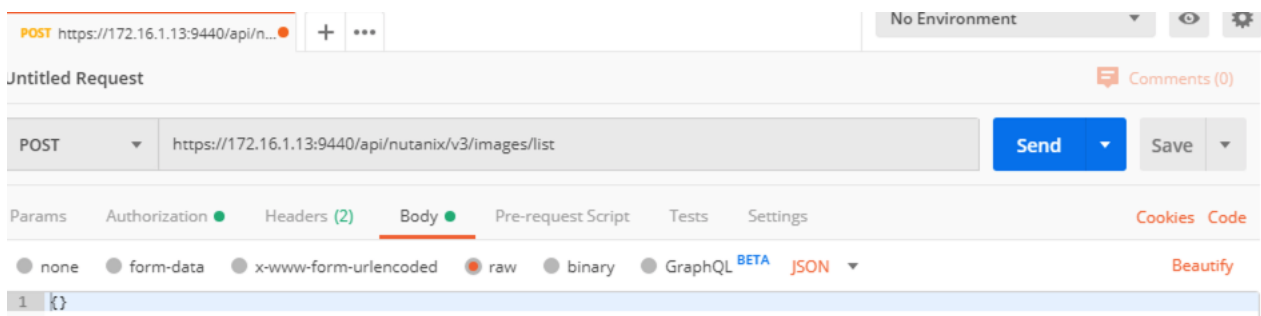 POST https://172.16.1.13:9440/api/n... + ••• No Environment
Untitled Request Comments (0)
POST https://172.16.1.13:9440/api/nutanix/v3/images/list Send Save
Params Authorization Headers (2) Body Pre-request Script Tests Settings Cookies Code
none form-data x-www-form-urlencoded raw binary GraphQL BETA JSON Beautify
1 {}